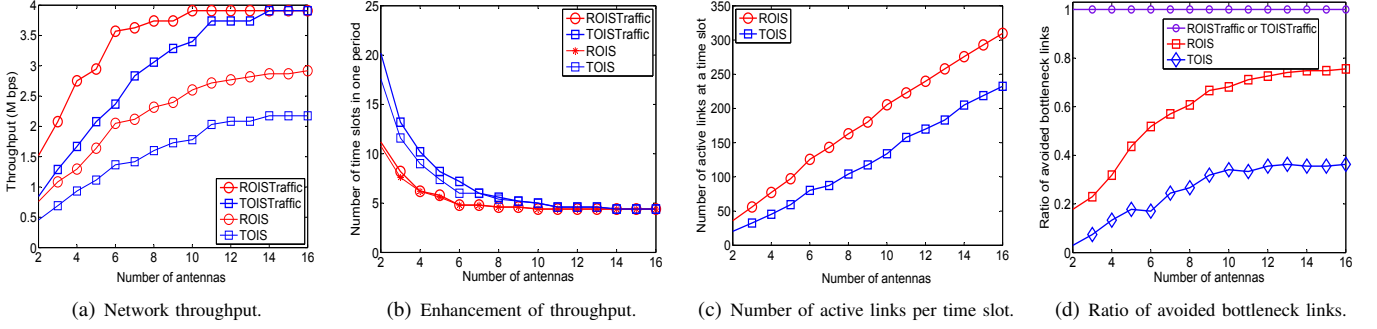 4
3.5
3
2.5
2
1.5
1
0.5
0
2 4 6 8 10 12 14 16
Throughput (M bps)
Number of antennas
ROISTraffic
TOISTraffic
ROIS
TOIS
(a) Network throughput.
25
20
15
10
5
0
2 4 6 8 10 12 14 16
Number of time slots in one period
Number of antennas
ROISTraffic
TOISTraffic
ROIS
TOIS
(b) Enhancement of throughput.
350
300
250
200
150
100
50
0
2 4 6 8 10 12 14 16
Number of active links at a time slot
Number of antennas
ROIS
TOIS
(c) Number of active links per time slot.
1
0.8
0.6
0.4
0.2
0
2 4 6 8 10 12 14 16
Ratio of avoided bottleneck links
Number of antennas
ROISTraffic or TOISTraffic
ROIS
TOIS
(d) Ratio of avoided bottleneck links.